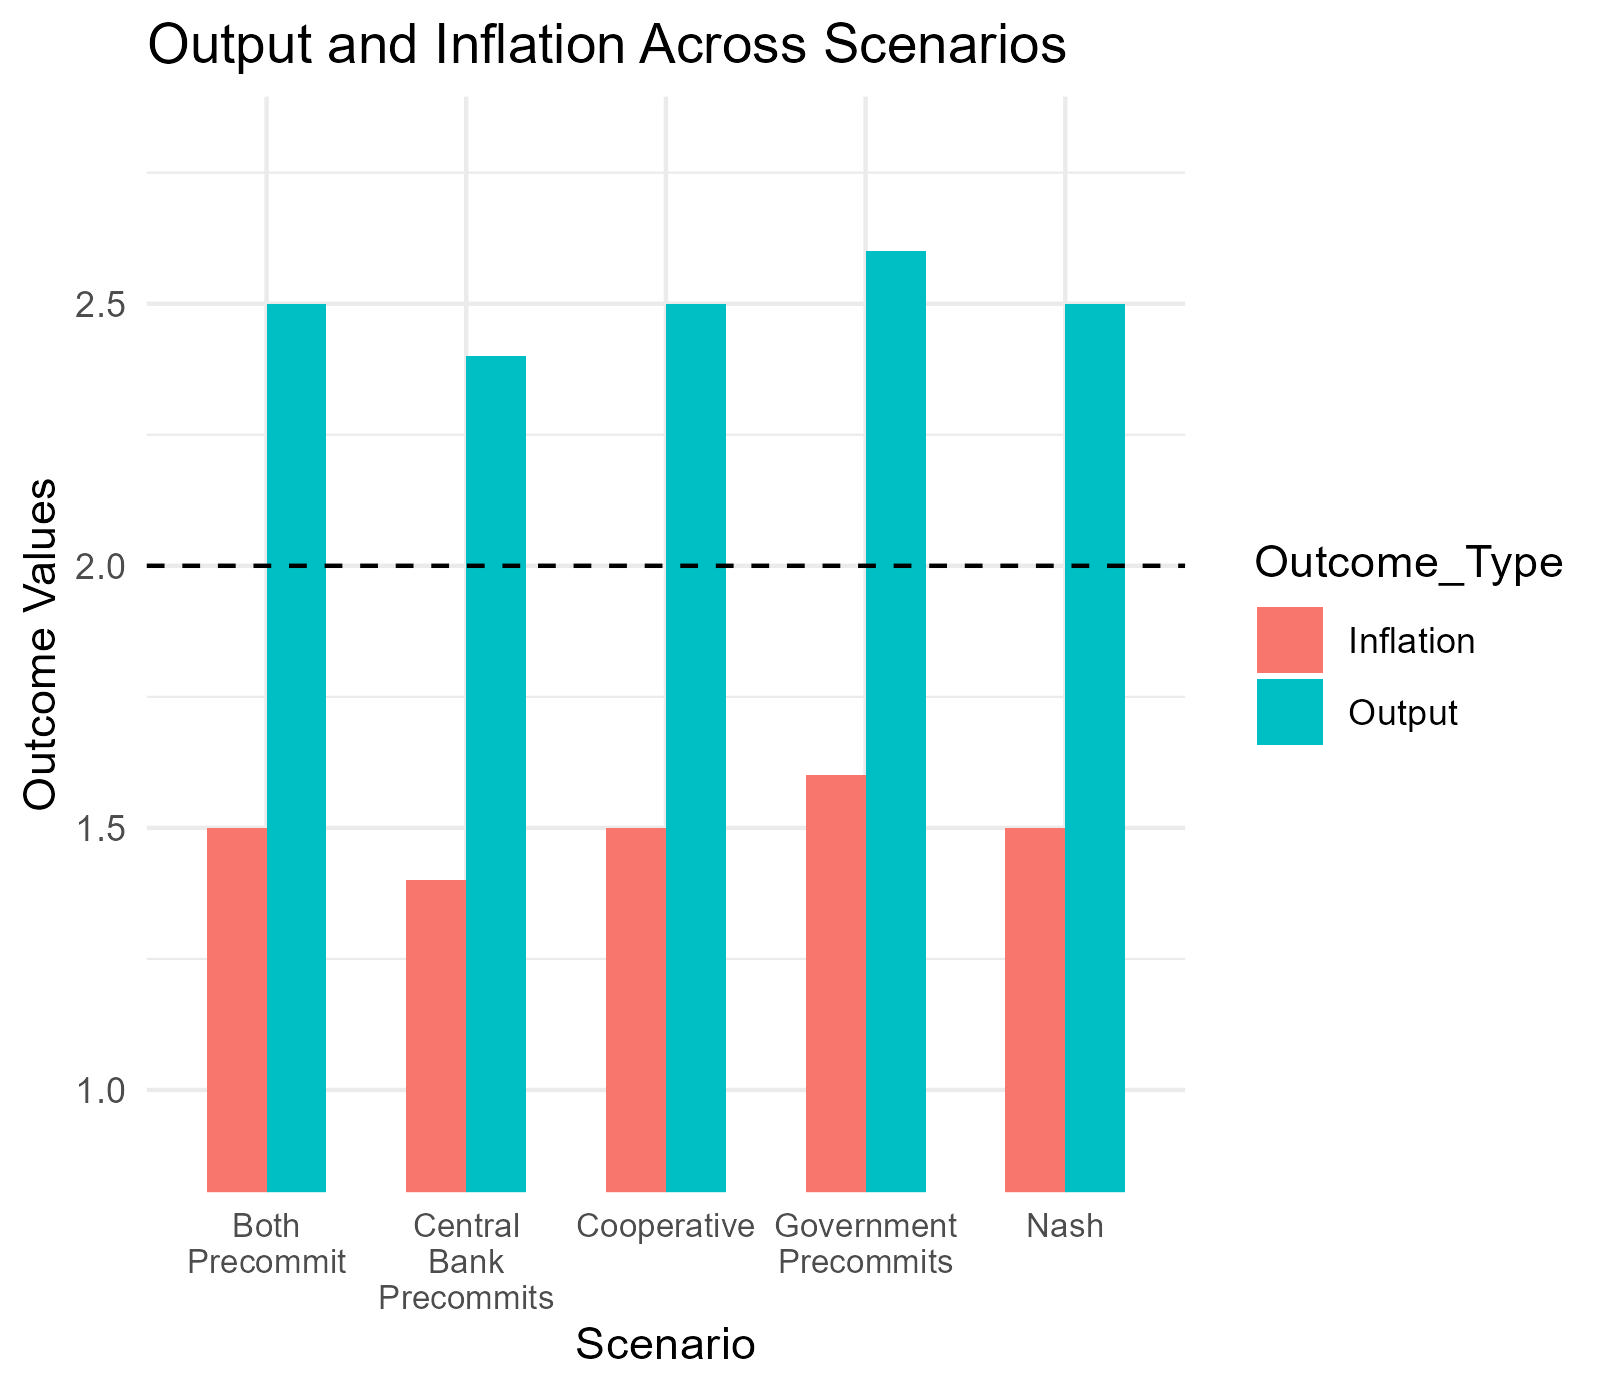 Output and Inflation Across Scenarios
Outcome Values
2.5
2.0
1.5
1.0
Both
Precommit
Central
Bank
Precommits
Cooperative
Government
Precommits
Nash
Scenario
Outcome_Type
Inflation
Output